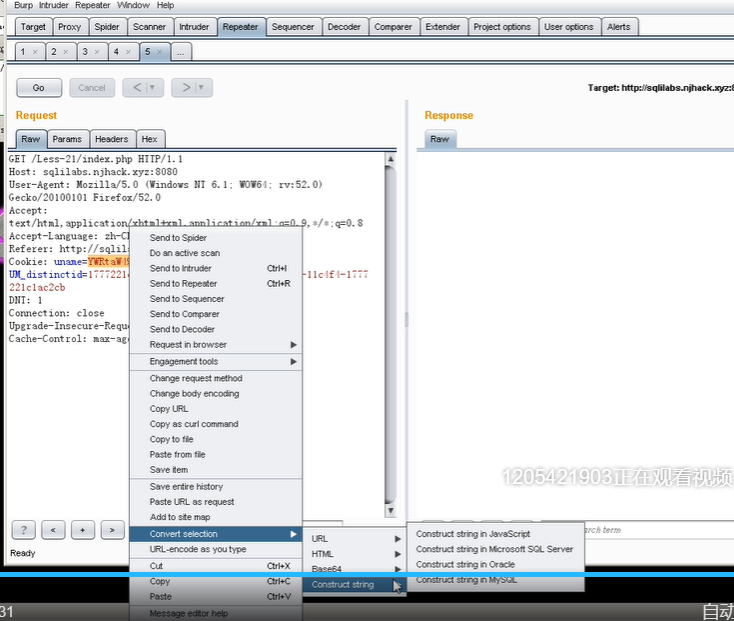 Burp Intruder Repeater Window Help
Target Proxy Spider Scanner Intruder Repeater Sequencer Decoder Comparer Extender Project options User options Alerts
1 × 2 × 3 × 4 × 5 × ...
Go Cancel < | ▼ > | ▼
Target: http://sqlilabs.njhack.xyz:8
Request
Raw Params Headers Hex
GET /Less-21/index.php HTTP/1.1
Host: sqlilabs.njhack.xyz:8080
User-Agent: Mozilla/5.0 (Windows NT 6.1; WOW64; rv:52.0)
Gecko/20100101 Firefox/52.0
Accept:
text/html,application/xhtml+xml,application/xml;q=0.9,*/*;q=0.8
Accept-Language: zh-C
Referer: http://sqlil
Cookie: uname=YWRtaW4
UM_distinctid=1777221 -11c4f4-1777
221c1ac2cb
DNT: 1
Connection: close
Upgrade-Insecure-Requ
Cache-Control: max-ag
Response
Raw
Send to Spider
Do an active scan
Send to Intruder Ctrl+I
Send to Repeater Ctrl+R
Send to Sequencer
Send to Comparer
Send to Decoder
Request in browser
Engagement tools
Change request method
Change body encoding
Copy URL
Copy as curl command
Copy to file
Paste from file
Save item
Save entire history
Paste URL as request
Add to site map
Convert selection
URL-encode as you type
Cut Ctrl+X
Copy Ctrl+C
Paste Ctrl+V
Message editor help
URL
HTML
Base64
Construct string
Construct string in JavaScript
Construct string in Microsoft SQL Server
Construct string in Oracle
Construct string in MySQL
1205421903正在观看视频
? < + >
rch term
Ready
31
自动